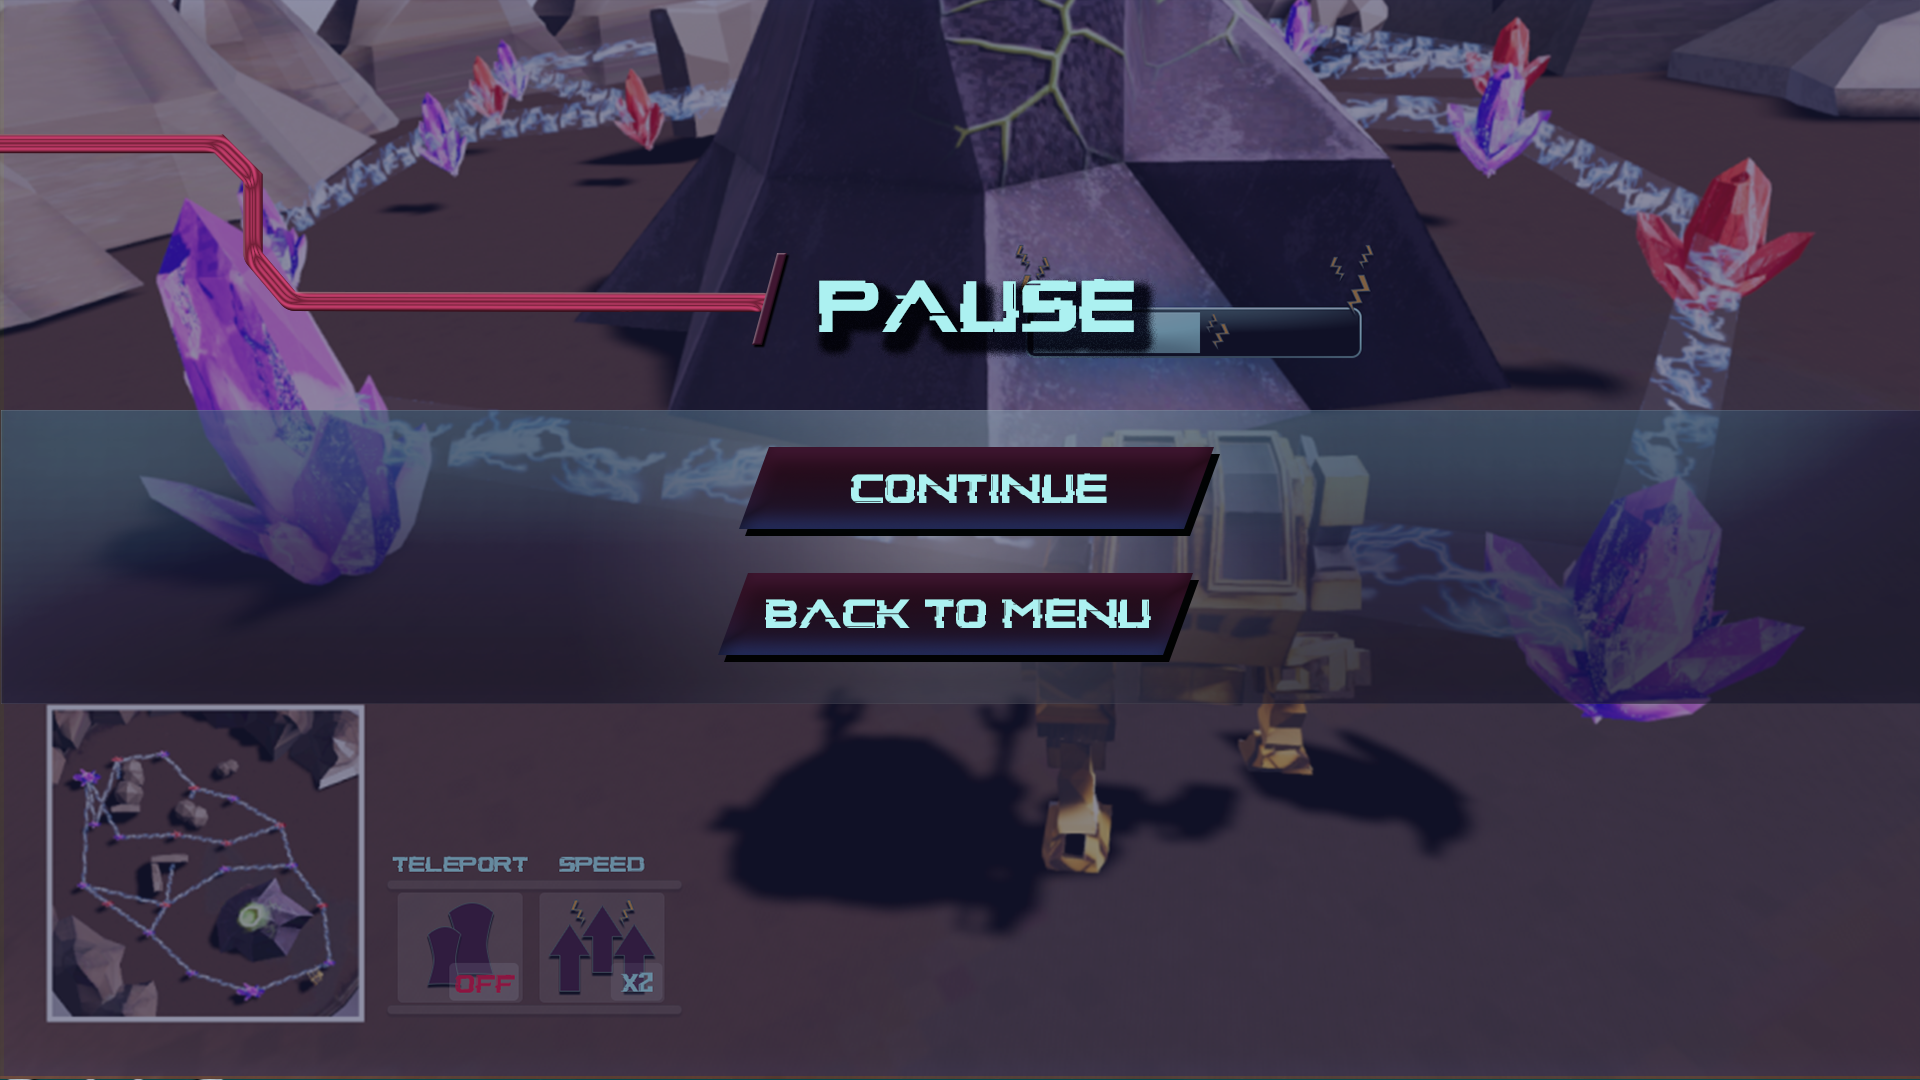 PAUSE
CONTINUE
BACK TO MENU
TELEPORT SPEED
OFF X2